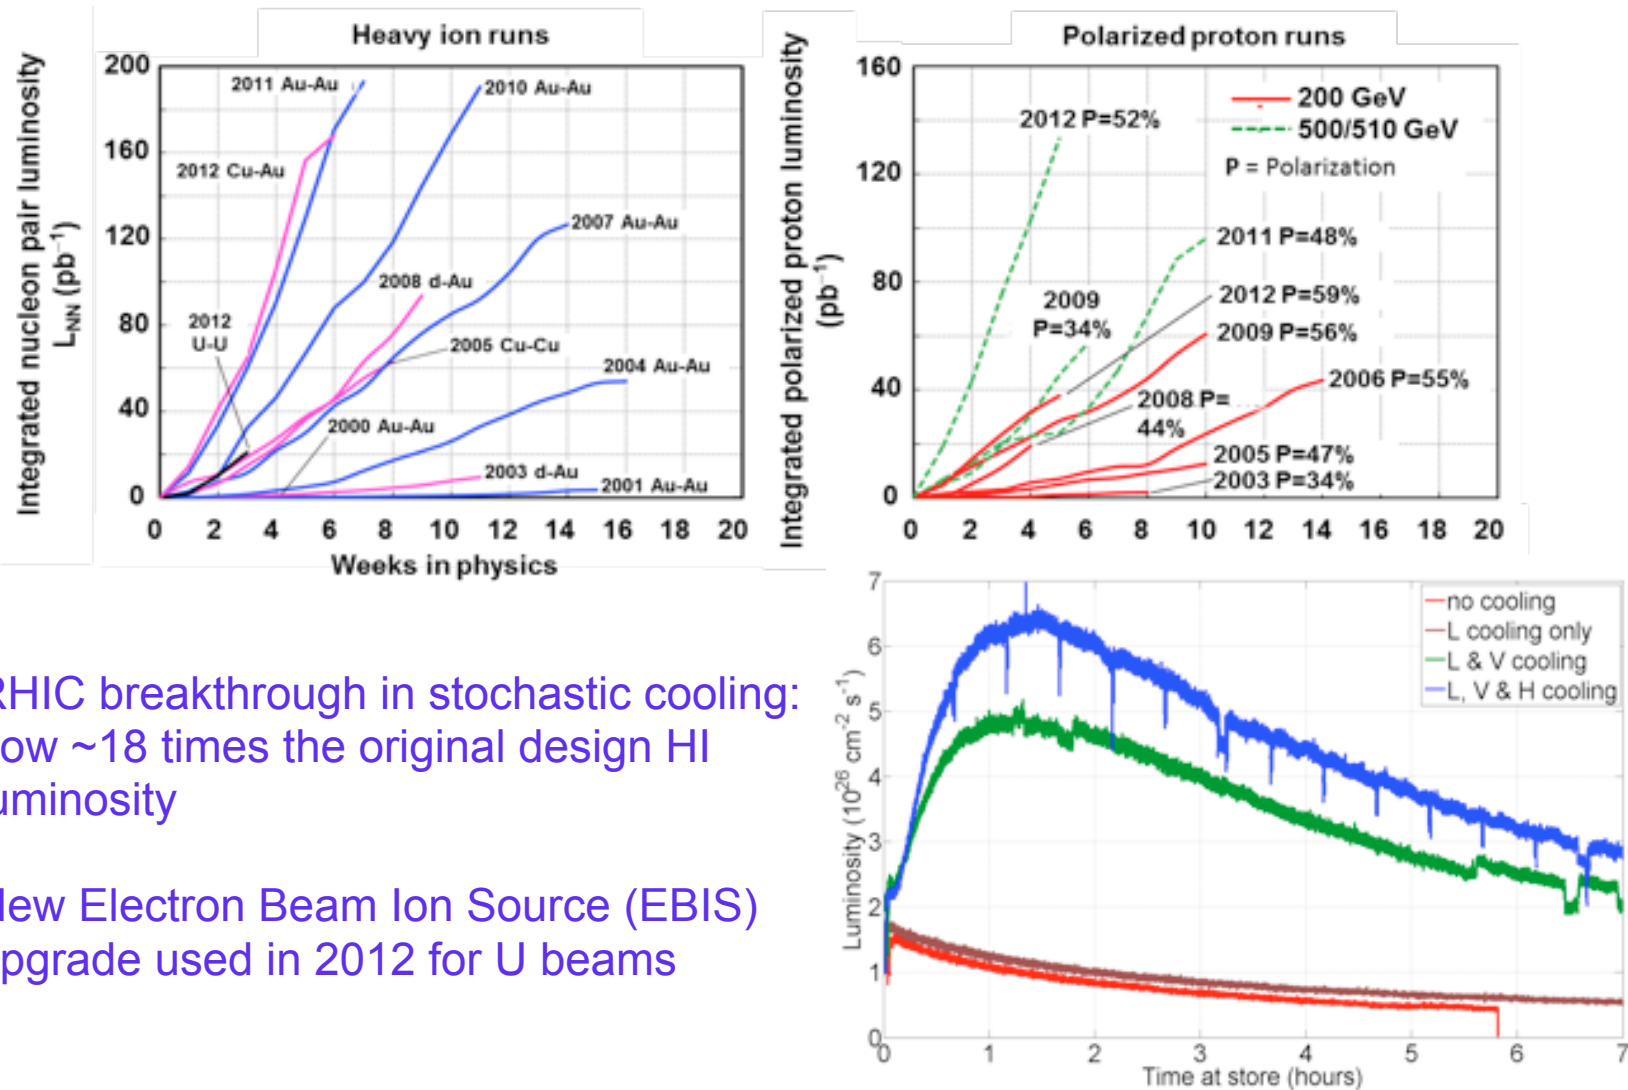 Heavy ion runs
Integrated nucleon pair luminosity
L_NN (pb⁻¹)
200
160
120
80
40
0
2011 Au-Au
2010 Au-Au
2012 Cu-Au
2007 Au-Au
2008 d-Au
2012
U-U
2005 Cu-Cu
2004 Au-Au
2000 Au-Au
2003 d-Au
2001 Au-Au
0 2 4 6 8 10 12 14 16 18 20
Weeks in physics
Polarized proton runs
Integrated polarized proton luminosity
(pb⁻¹)
160
120
80
40
0
200 GeV
500/510 GeV
P = Polarization
2012 P=52%
2011 P=48%
2009
P=34%
2012 P=59%
2009 P=56%
2006 P=55%
2008 P=
44%
2005 P=47%
2003 P=34%
0 2 4 6 8 10 12 14 16 18 20
RHIC breakthrough in stochastic cooling:
ow ~18 times the original design HI
uminosity
New Electron Beam Ion Source (EBIS)
pgrade used in 2012 for U beams
Luminosity (10²⁶ cm⁻² s⁻¹)
7
6
5
4
3
2
1
0
no cooling
L cooling only
L & V cooling
L, V & H cooling
0 1 2 3 4 5 6 7
Time at store (hours)